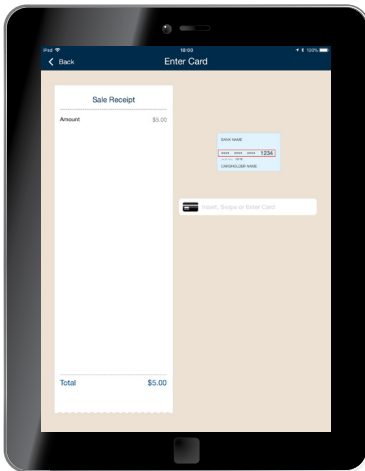 iPad 18:00 100%
Back Enter Card
Sale Receipt
Amount $5.00
BANK NAME
**** **** **** 1234
CARDHOLDER NAME
Insert, Swipe or Enter Card
Total $5.00